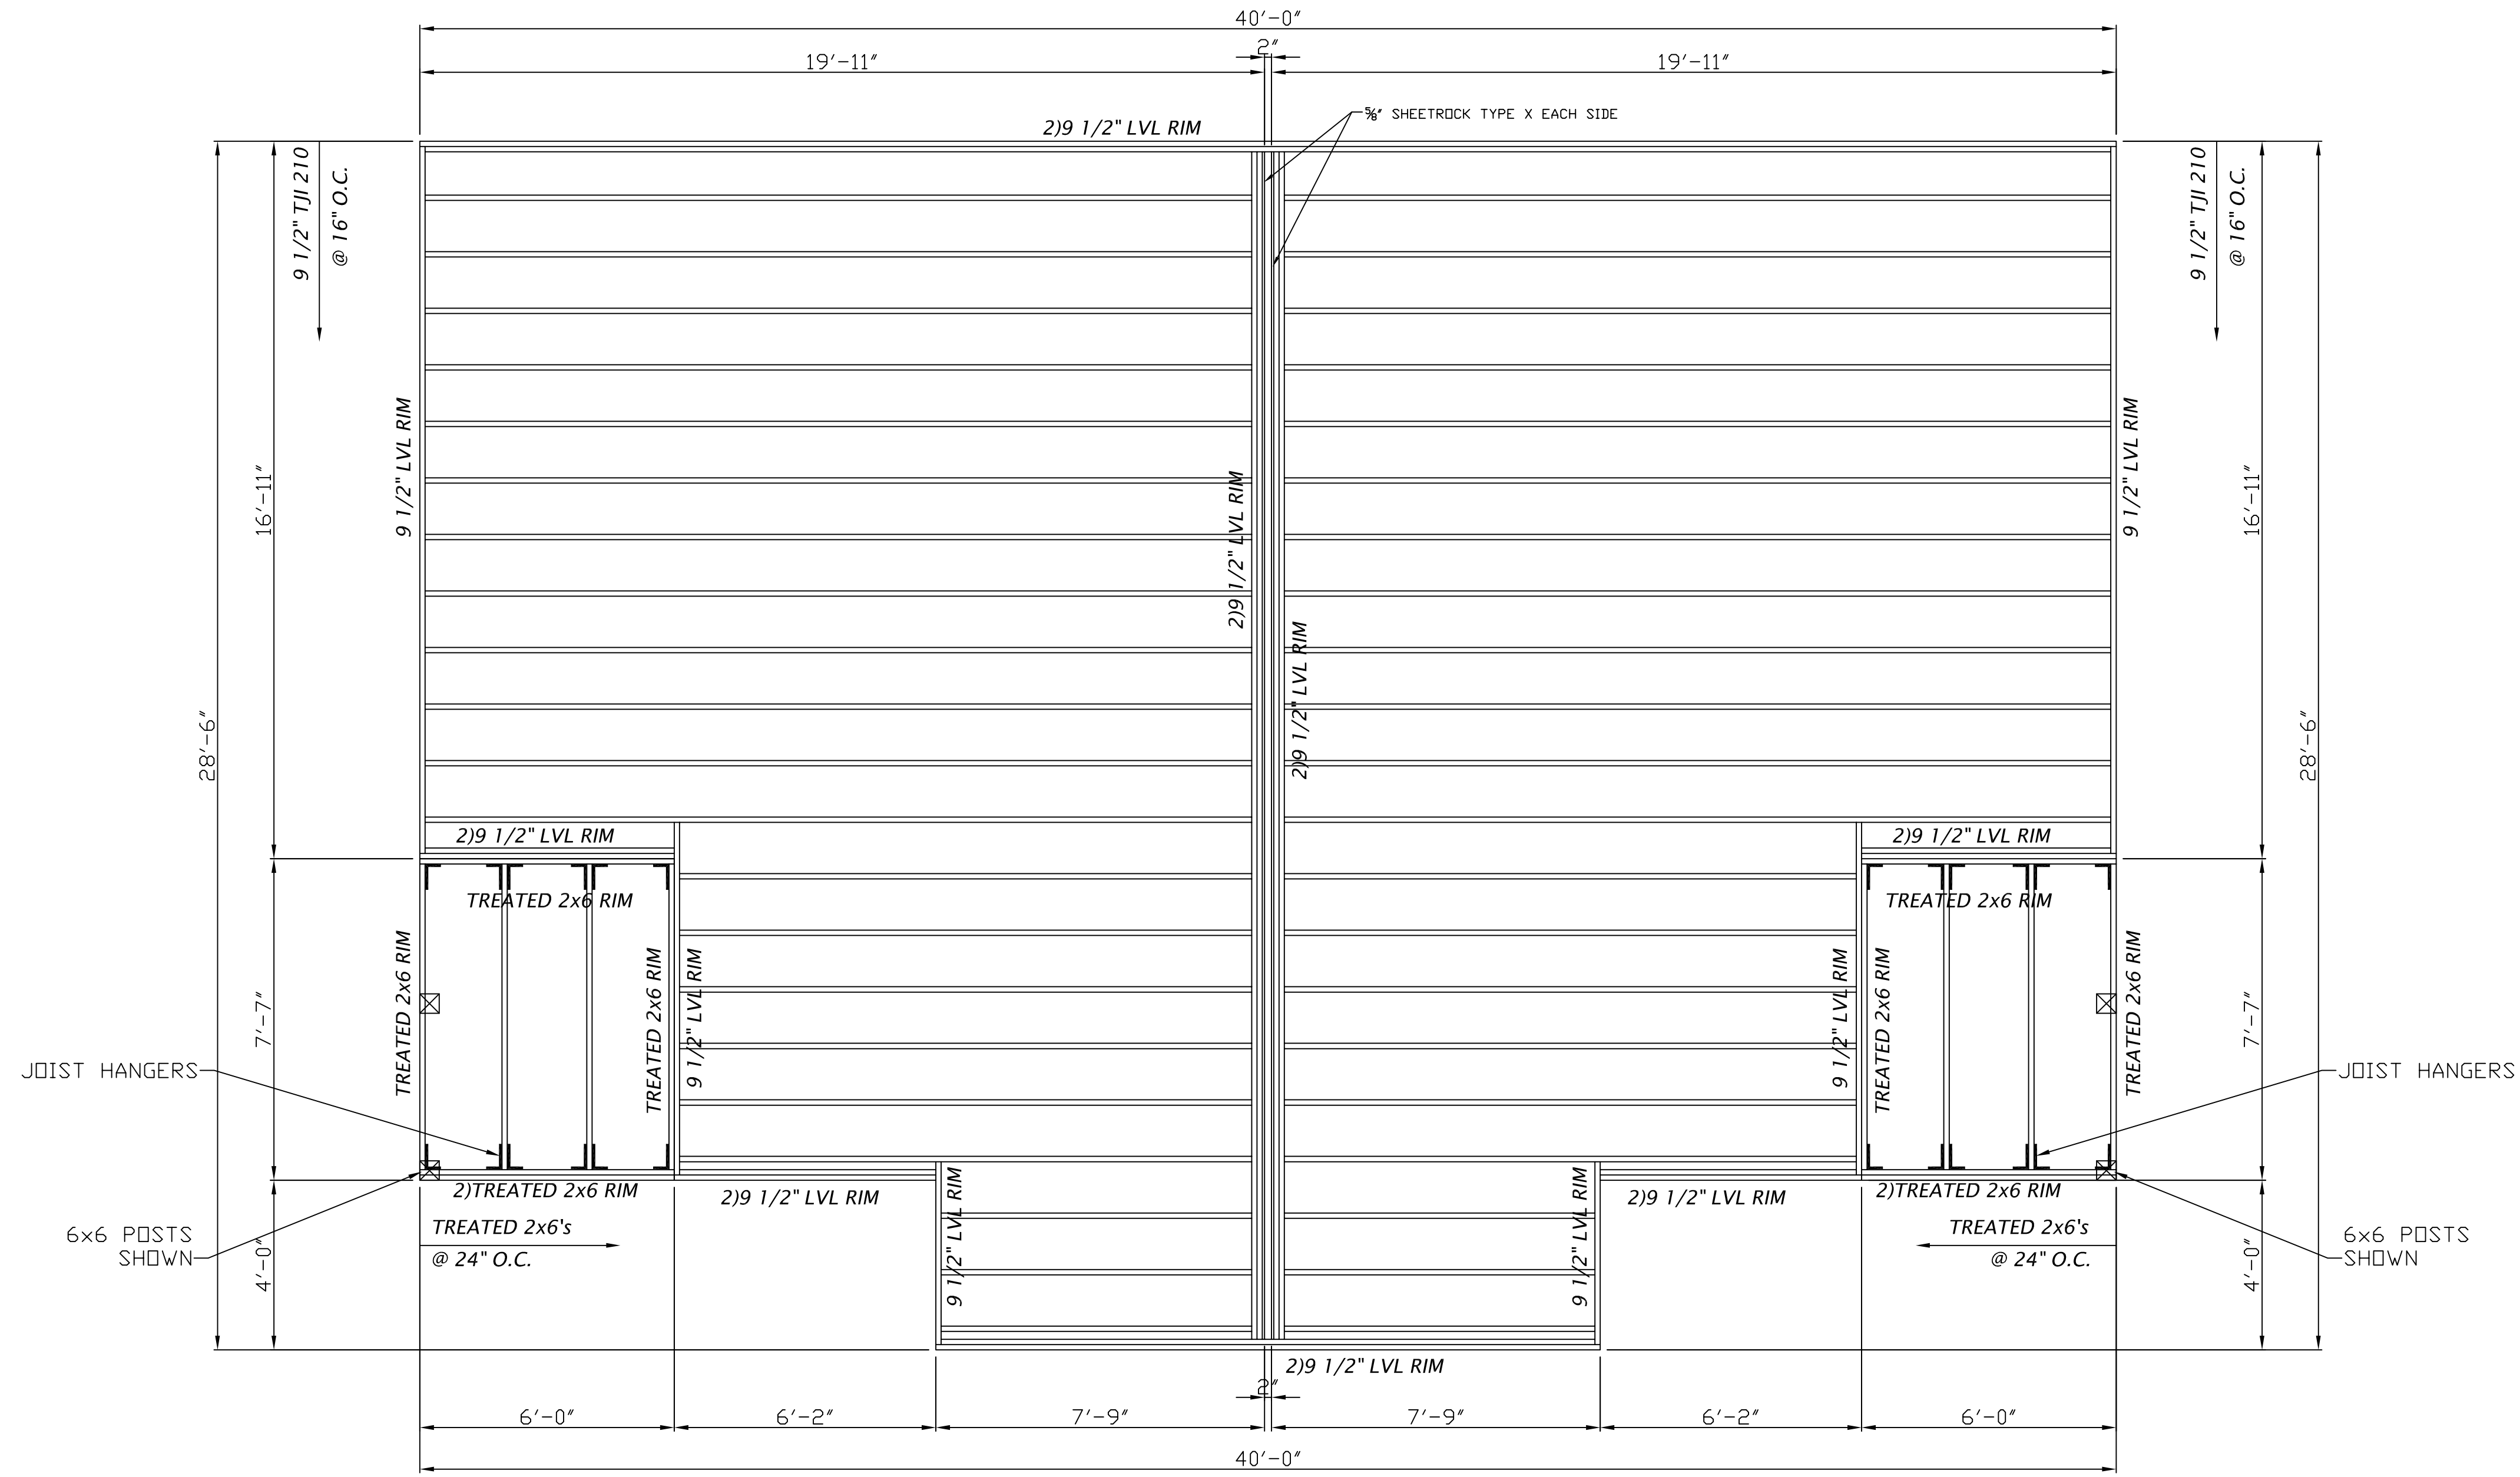 40'-0"
2"
19'-11"
19'-11"
5/8" SHEETROCK TYPE X EACH SIDE
2)9 1/2" LVL RIM
9 1/2" TJI 210
@ 16" O.C.
9 1/2" TJI 210
@ 16" O.C.
9 1/2" LVL RIM
9 1/2" LVL RIM
16'-11"
16'-11"
2)9 1/2" LVL RIM
2)9 1/2" LVL RIM
28'-6"
28'-6"
2)9 1/2" LVL RIM
2)9 1/2" LVL RIM
TREATED 2x6 RIM
TREATED 2x6 RIM
TREATED 2x6 RIM
TREATED 2x6 RIM
9 1/2" LVL RIM
9 1/2" LVL RIM
TREATED 2x6 RIM
TREATED 2x6 RIM
7'-7"
7'-7"
JOIST HANGERS
JOIST HANGERS
2)TREATED 2x6 RIM
2)9 1/2" LVL RIM
9 1/2" LVL RIM
9 1/2" LVL RIM
2)9 1/2" LVL RIM
2)TREATED 2x6 RIM
6x6 POSTS
SHOWN
TREATED 2x6's
@ 24" O.C.
TREATED 2x6's
@ 24" O.C.
6x6 POSTS
SHOWN
4'-0"
4'-0"
2)9 1/2" LVL RIM
2"
6'-0"
6'-2"
7'-9"
7'-9"
6'-2"
6'-0"
40'-0"